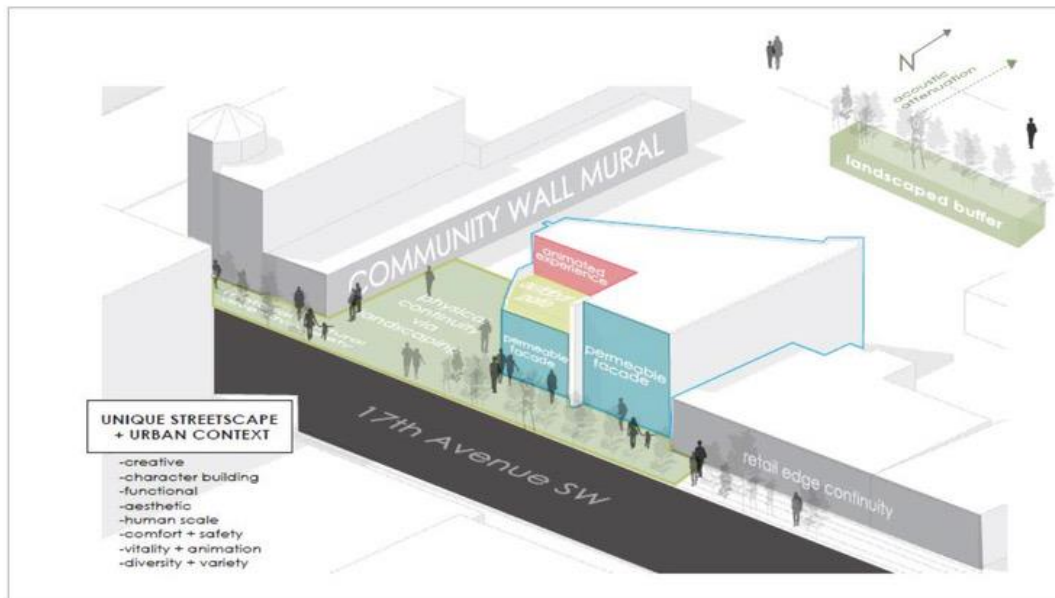 N
acoustic
attenuation
landscaped buffer
COMMUNITY WALL MURAL
animated
experience
outdoor
patio
physical
continuity
via
landscaping
permeable
facade
permeable
facade
17th Avenue SW
retail edge continuity
UNIQUE STREETSCAPE
+ URBAN CONTEXT
-creative
-character building
-functional
-aesthetic
-human scale
-comfort + safety
-vitality + animation
-diversity + variety